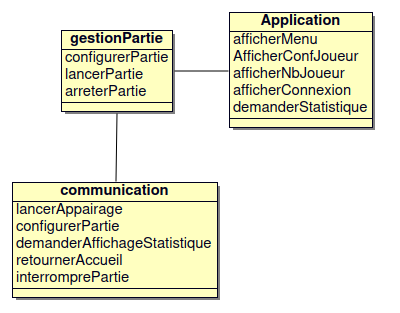 gestionPartie
configurerPartie
lancerPartie
arreterPartie
Application
afficherMenu
AfficherConfJoueur
afficherNbJoueur
afficherConnexion
demanderStatistique
communication
lancerAppairage
configurerPartie
demanderAffichageStatistique
retournerAccueil
interromprePartie